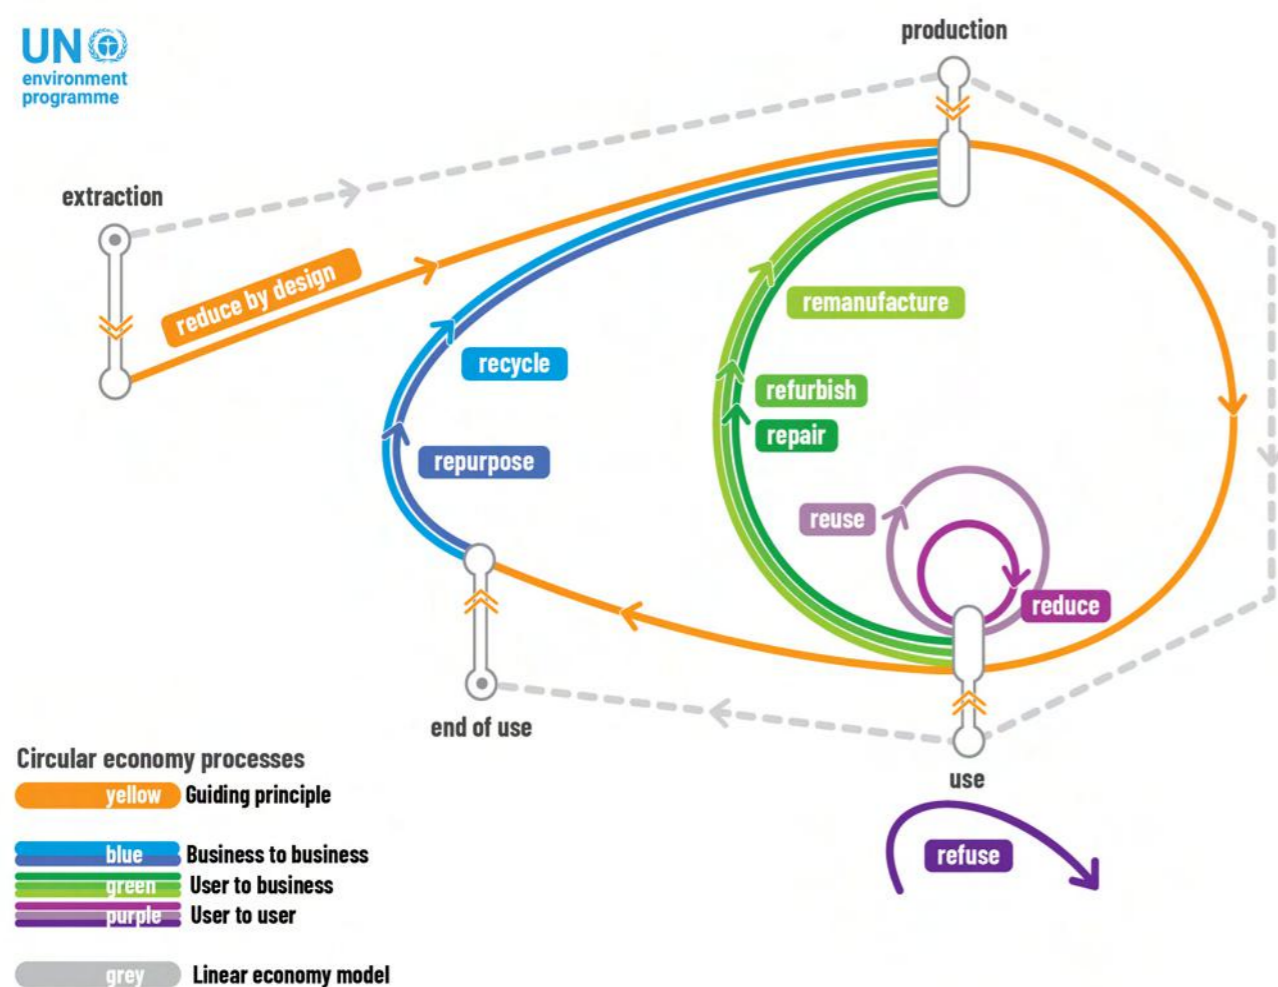 UN
environment
programme
production
extraction
reduce by design
remanufacture
recycle
refurbish
repair
repurpose
reuse
reduce
end of use
use
refuse
Circular economy processes
yellow Guiding principle
blue Business to business
green User to business
purple User to user
grey Linear economy model